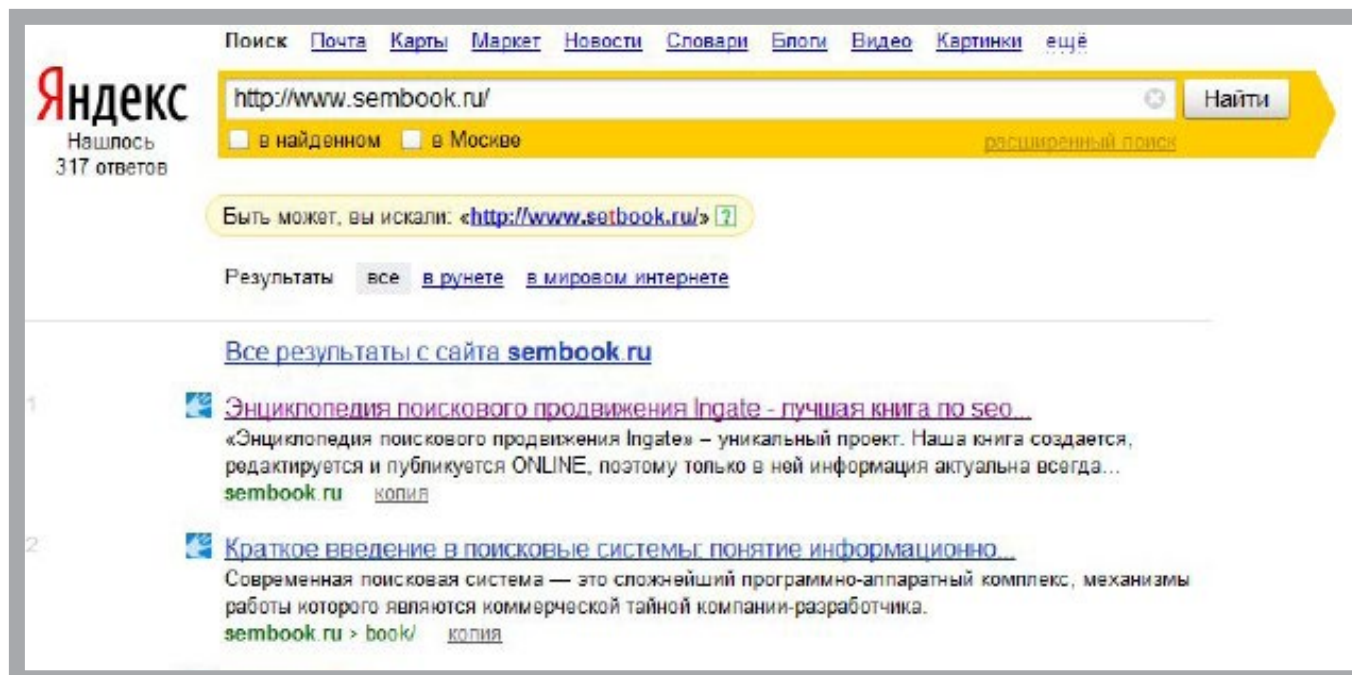 Поиск Почта Карты Маркет Новости Словари Блоги Видео Картинки ещё
Яндекс
http://www.sembook.ru/
Найти
Нашлось
317 ответов
в найденном в Москве
расширенный поиск
Быть может, вы искали: «http://www.setbook.ru/» ?
Результаты все в рунете в мировом интернете
Все результаты с сайта sembook.ru
1
Энциклопедия поискового продвижения Ingate - лучшая книга по seo...
«Энциклопедия поискового продвижения Ingate» – уникальный проект. Наша книга создается,
редактируется и публикуется ONLINE, поэтому только в ней информация актуальна всегда...
sembook.ru копия
2
Краткое введение в поисковые системы: понятие информационно...
Современная поисковая система — это сложнейший программно-аппаратный комплекс, механизмы
работы которого являются коммерческой тайной компании-разработчика.
sembook.ru > book/ копия